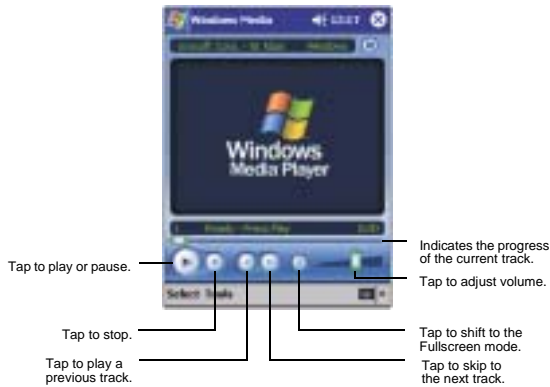 Windows Media
Windows
Media Player
Ready - Press Play
Indicates the progress
of the current track.
Tap to play or pause.
Tap to adjust volume.
Select Tools
Tap to stop.
Tap to shift to the
Fullscreen mode.
Tap to play a
previous track.
Tap to skip to
the next track.